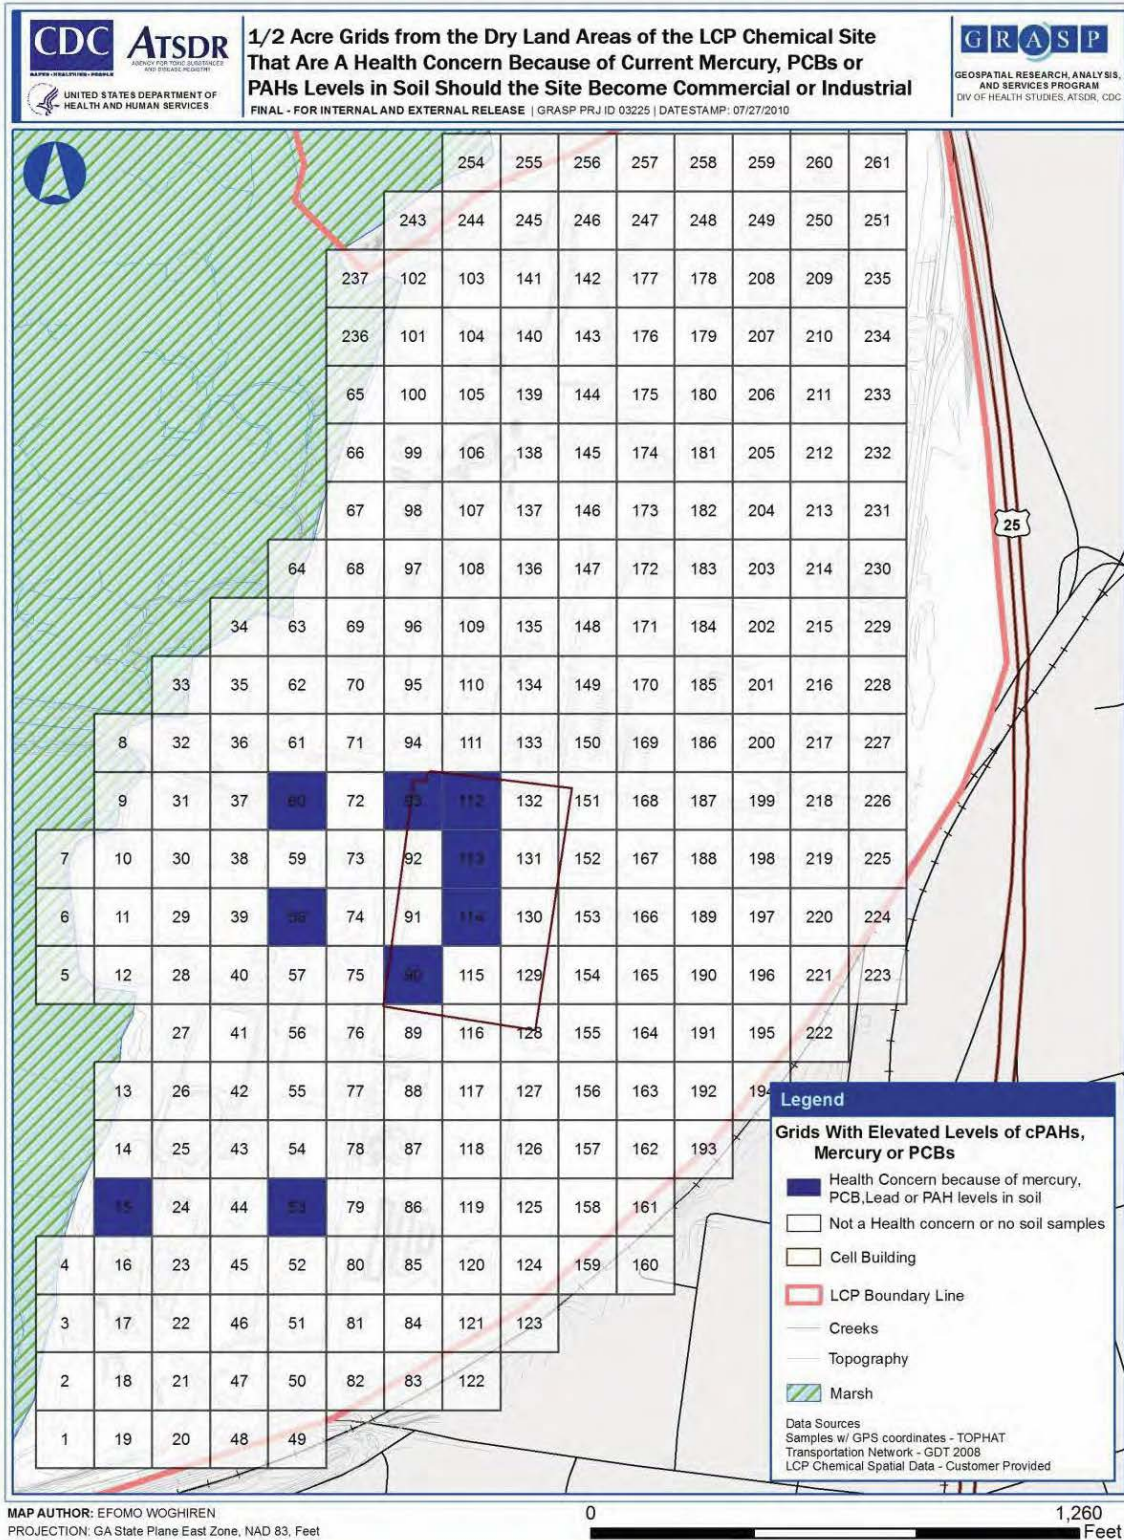 CDC
SAFER • HEALTHIER • PEOPLE
ATSDR
AGENCY FOR TOXIC SUBSTANCES
AND DISEASE REGISTRY
UNITED STATES DEPARTMENT OF
HEALTH AND HUMAN SERVICES
1/2 Acre Grids from the Dry Land Areas of the LCP Chemical Site
That Are A Health Concern Because of Current Mercury, PCBs or
PAHs Levels in Soil Should the Site Become Commercial or Industrial
FINAL - FOR INTERNAL AND EXTERNAL RELEASE | GRASP PRJ ID 03225 | DATESTAMP: 07/27/2010
GRASP
GEOSPATIAL RESEARCH, ANALYSIS,
AND SERVICES PROGRAM
DIV OF HEALTH STUDIES, ATSDR, CDC
254 255 256 257 258 259 260 261
243 244 245 246 247 248 249 250 251
237 102 103 141 142 177 178 208 209 235
236 101 104 140 143 176 179 207 210 234
65 100 105 139 144 175 180 206 211 233
66 99 106 138 145 174 181 205 212 232
67 98 107 137 146 173 182 204 213 231
25
64 68 97 108 136 147 172 183 203 214 230
34 63 69 96 109 135 148 171 184 202 215 229
33 35 62 70 95 110 134 149 170 185 201 216 228
8 32 36 61 71 94 111 133 150 169 186 200 217 227
9 31 37 60 72 93 112 132 151 168 187 199 218 226
7 10 30 38 59 73 92 113 131 152 167 188 198 219 225
6 11 29 39 58 74 91 114 130 153 166 189 197 220 224
5 12 28 40 57 75 90 115 129 154 165 190 196 221 223
27 41 56 76 89 116 128 155 164 191 195 222
13 26 42 55 77 88 117 127 156 163 192 194
14 25 43 54 78 87 118 126 157 162 193
15 24 44 53 79 86 119 125 158 161
4 16 23 45 52 80 85 120 124 159 160
3 17 22 46 51 81 84 121 123
2 18 21 47 50 82 83 122
1 19 20 48 49
Legend
Grids With Elevated Levels of cPAHs,
Mercury or PCBs
Health Concern because of mercury,
PCB,Lead or PAH levels in soil
Not a Health concern or no soil samples
Cell Building
LCP Boundary Line
Creeks
Topography
Marsh
Data Sources
Samples w/ GPS coordinates - TOPHAT
Transportation Network - GDT 2008
LCP Chemical Spatial Data - Customer Provided
MAP AUTHOR: EFOMO WOGHIREN
PROJECTION: GA State Plane East Zone, NAD 83, Feet
0 1,260
Feet